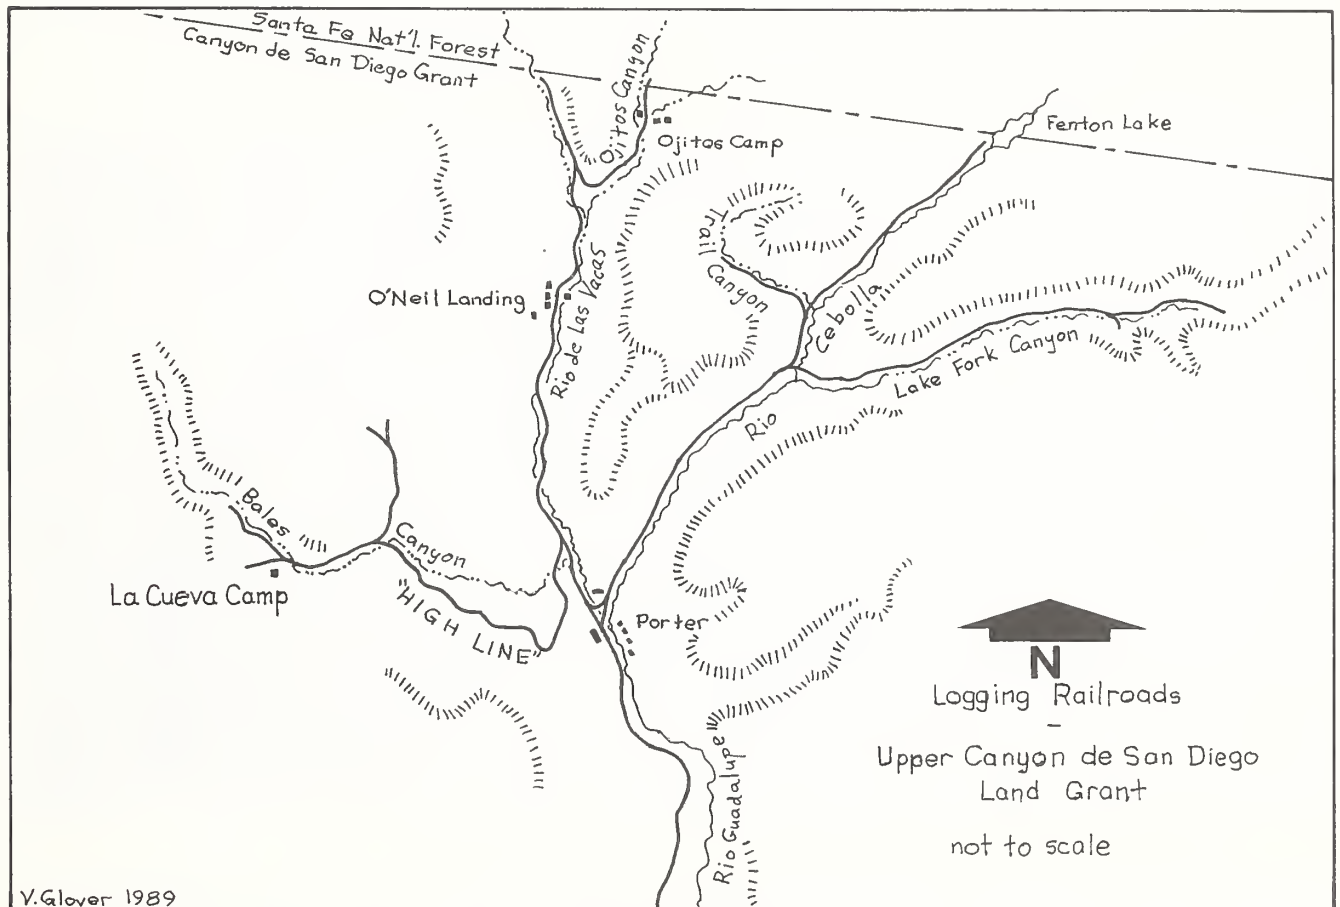 Santa Fe Nat'l. Forest
Canyon de San Diego Grant
Ojitos Canyon
Ojitos Camp
Fenton Lake
Trail Canyon
O'Neil Landing
Rio de Las Vacas
Rio Cebolla
Lake Fork Canyon
Bales Canyon
La Cueva Camp
"HIGH LINE"
Porter
Rio Guadalupe
N
Logging Railroads
-
Upper Canyon de San Diego
Land Grant
not to scale
V. Glover 1989